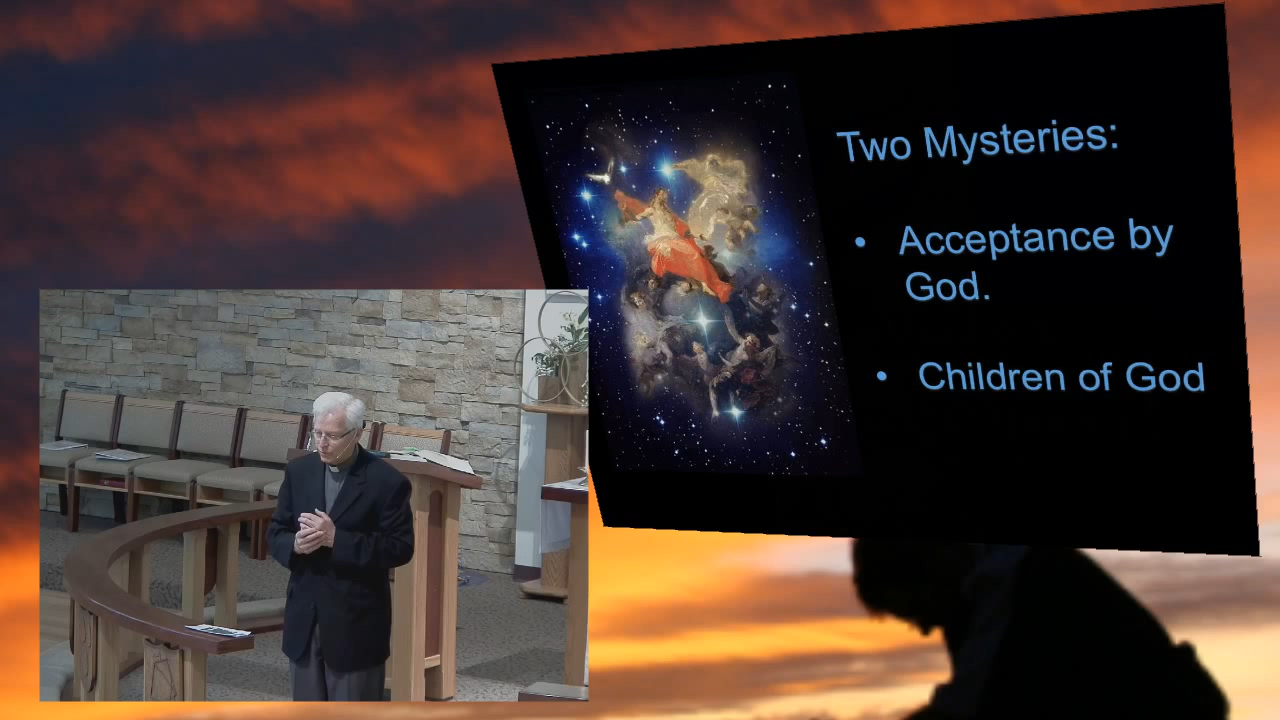 Two Mysteries:
• Acceptance by
God.
• Children of God